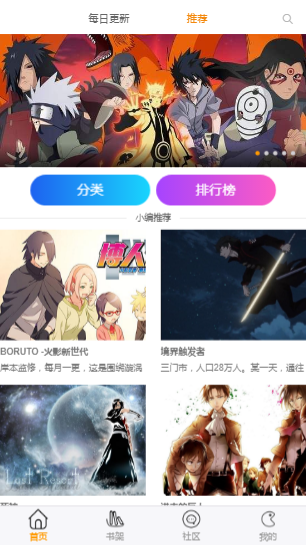 每日更新 推荐
分类 排行榜
小编推荐
博人
BORUTO -火影新世代 境界触发者
岸本监修，每月一更，这是围绕漩涡 三门市，人口28万人。某一天，通往
Lost Resort
首页 书架 社区 我的